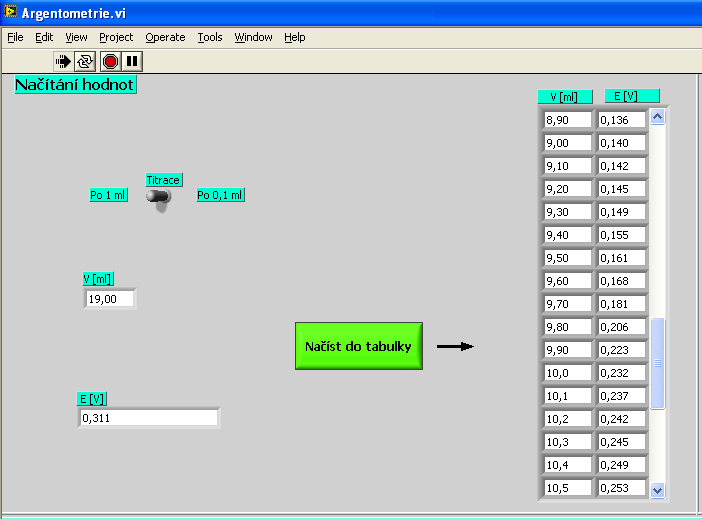 Argentometrie.vi
File Edit View Project Operate Tools Window Help
Načítání hodnot
Titrace
Po 1 ml Po 0,1 ml
V [ml]
19,00
Načíst do tabulky
E [V]
0,311
V [ml] E [V]
8,90 0,136
9,00 0,140
9,10 0,142
9,20 0,145
9,30 0,149
9,40 0,155
9,50 0,161
9,60 0,168
9,70 0,181
9,80 0,206
9,90 0,223
10,0 0,232
10,1 0,237
10,2 0,242
10,3 0,245
10,4 0,249
10,5 0,253